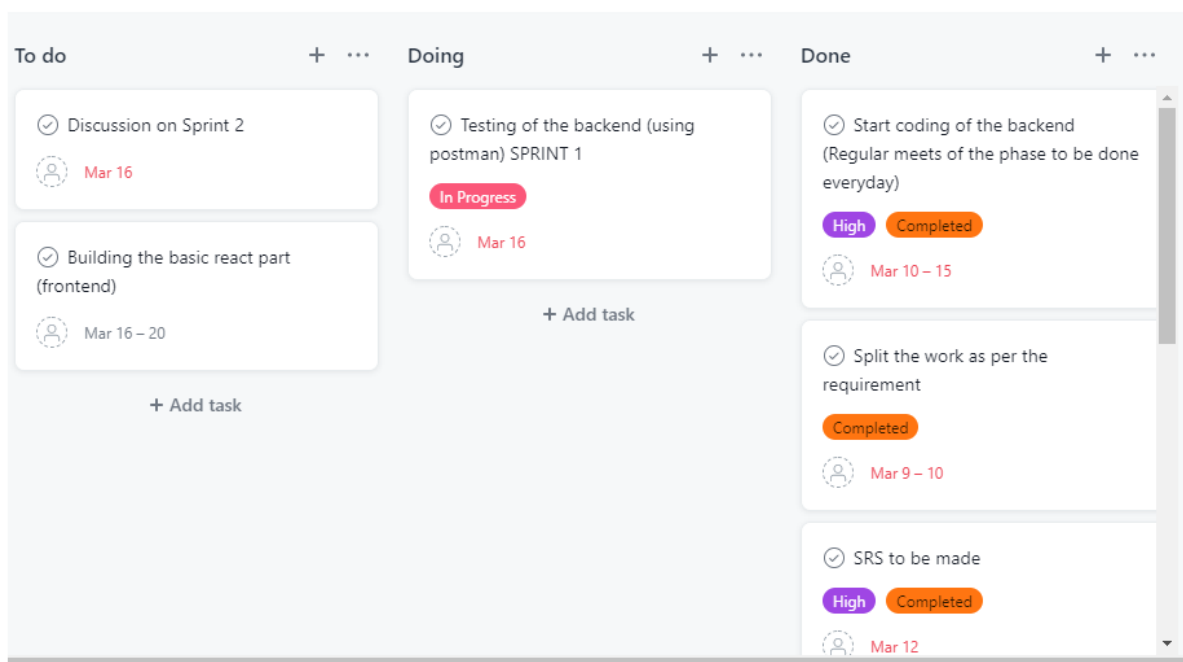 To do
Discussion on Sprint 2
Mar 16
Building the basic react part
(frontend)
Mar 16 – 20
+ Add task
Doing
Testing of the backend (using
postman) SPRINT 1
In Progress
Mar 16
+ Add task
Done
Start coding of the backend
(Regular meets of the phase to be done
everyday)
High Completed
Mar 10 – 15
Split the work as per the
requirement
Completed
Mar 9 – 10
SRS to be made
High Completed
Mar 12